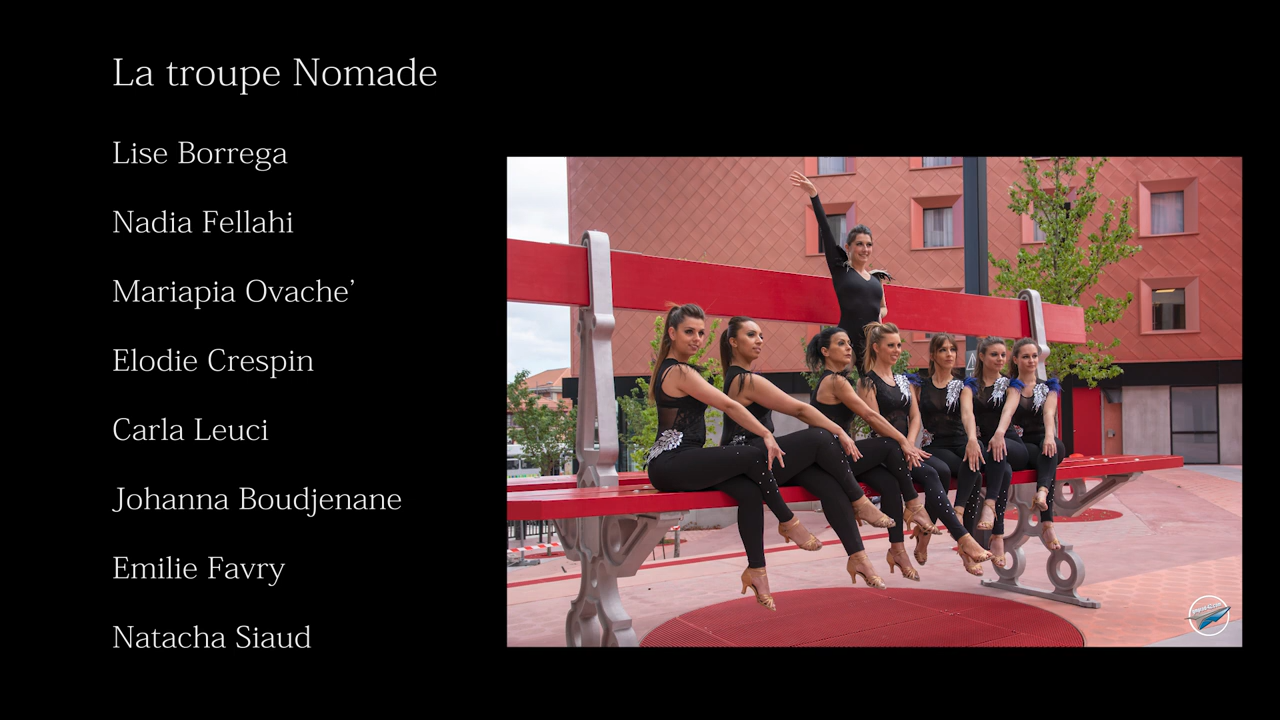 La troupe Nomade
Lise Borrega
Nadia Fellahi
Mariapia Ovache’
Elodie Crespin
Carla Leuci
Johanna Boudjenane
Emilie Favry
Natacha Siaud